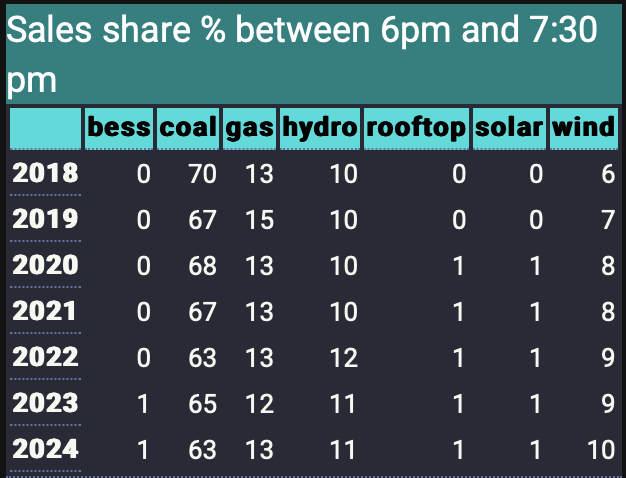 Sales share % between 6pm and 7:30
pm
bess coal gas hydro rooftop solar wind
2018 0 70 13 10 0 0 6
2019 0 67 15 10 0 0 7
2020 0 68 13 10 1 1 8
2021 0 67 13 10 1 1 8
2022 0 63 13 12 1 1 9
2023 1 65 12 11 1 1 9
2024 1 63 13 11 1 1 10